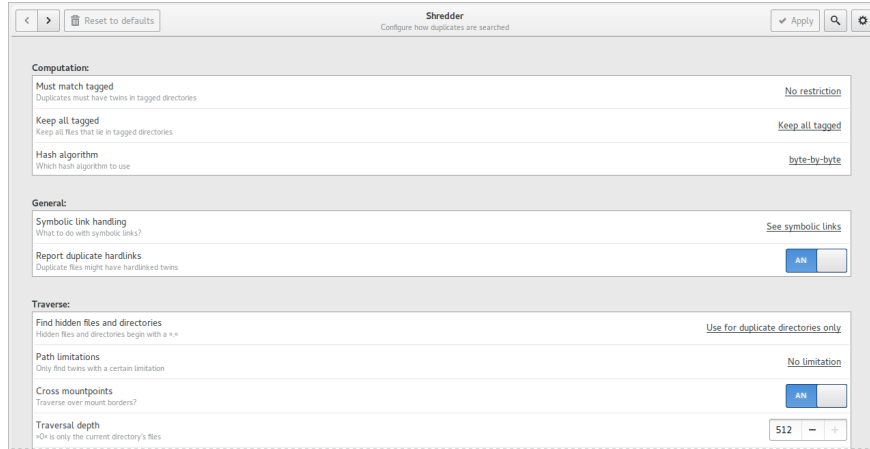 Reset to defaults
Shredder
Configure how duplicates are searched
Apply
Computation:
Must match tagged
Duplicates must have twins in tagged directories
No restriction
Keep all tagged
Keep all files that lie in tagged directories
Keep all tagged
Hash algorithm
Which hash algorithm to use
byte-by-byte
General:
Symbolic link handling
What to do with symbolic links?
See symbolic links
Report duplicate hardlinks
Duplicate files might have hardlinked twins
AN
Traverse:
Find hidden files and directories
Hidden files and directories begin with a ».«
Use for duplicate directories only
Path limitations
Only find twins with a certain limitation
No limitation
Cross mountpoints
Traverse over mount borders?
AN
Traversal depth
»0« is only the current directory's files
512 − +